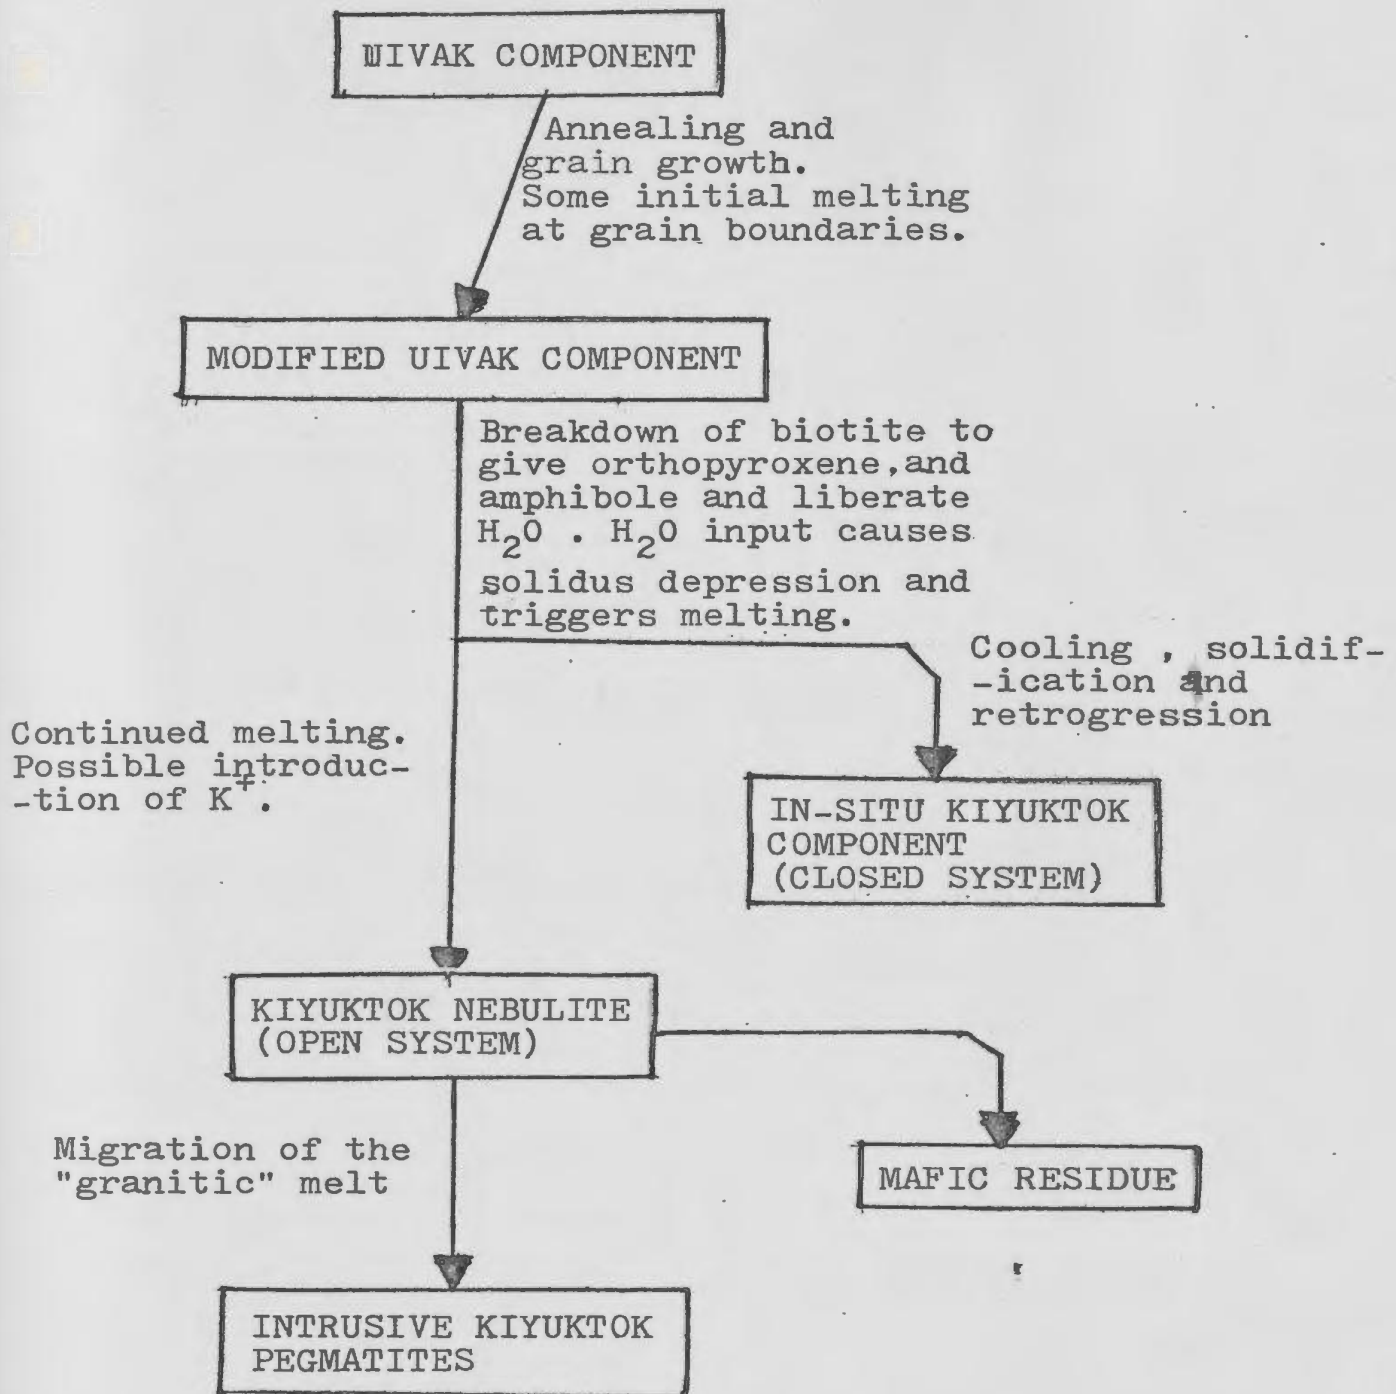 UIVAK COMPONENT
Annealing and
grain growth.
Some initial melting
at grain boundaries.
MODIFIED UIVAK COMPONENT
Breakdown of biotite to
give orthopyroxene,and
amphibole and liberate
H₂O . H₂O input causes
solidus depression and
triggers melting.
Cooling , solidif-
-ication and
retrogression
Continued melting.
Possible introduc-
-tion of K⁺.
IN-SITU KIYUKTOK
COMPONENT
(CLOSED SYSTEM)
KIYUKTOK NEBULITE
(OPEN SYSTEM)
Migration of the
"granitic" melt
MAFIC RESIDUE
INTRUSIVE KIYUKTOK
PEGMATITES